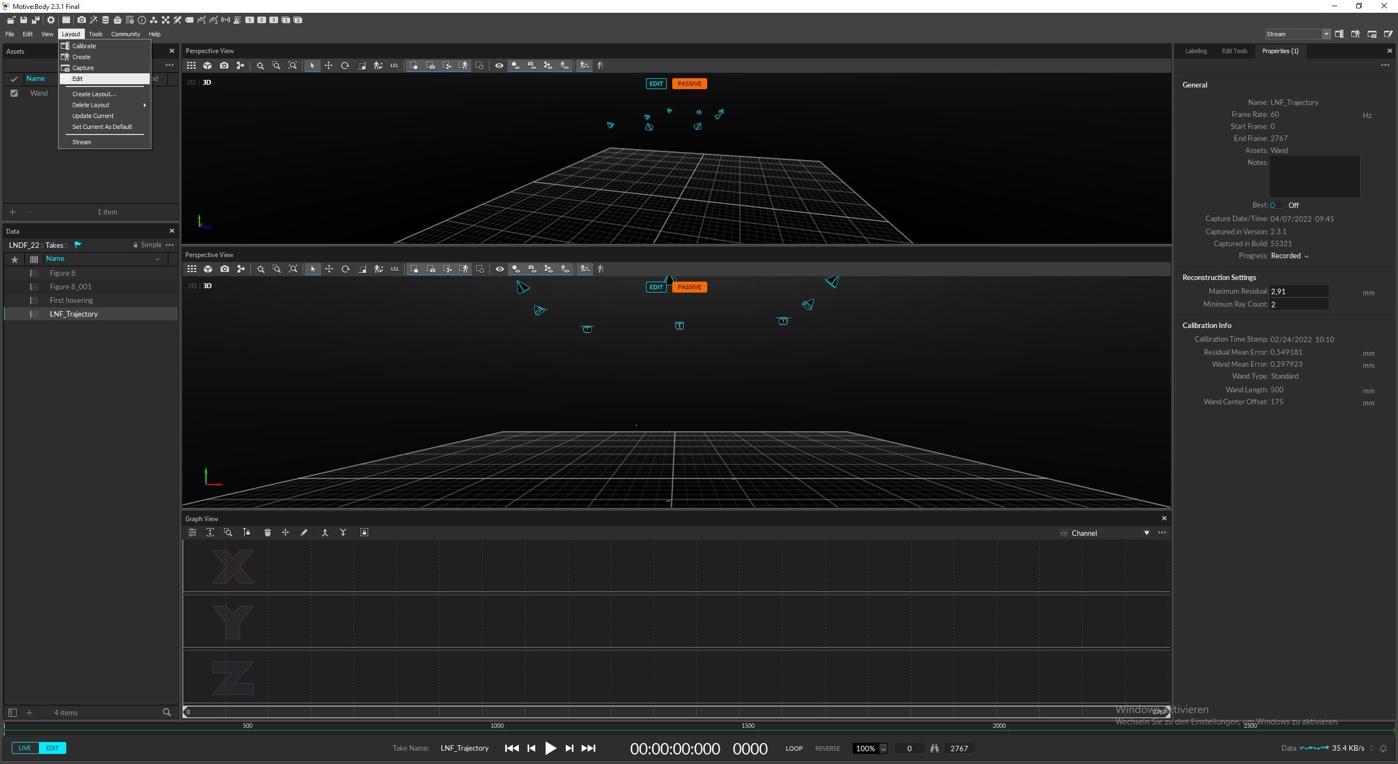 Motive:Body 2.3.1 Final
File Edit View Layout Tools Community Help
Stream
Assets
Name
Wand
1 item
Calibrate
Create
Capture
Edit
Create Layout...
Delete Layout
Update Current
Set Current As Default
Stream
Data
LNDF_22 :: Takes :
Simple
Name
Figure 8
Figure 8_001
First hovering
LNF_Trajectory
4 items
Perspective View
LCL
2D 3D
EDIT PASSIVE
Perspective View
LCL
2D 3D
EDIT PASSIVE
Graph View
Channel
X
Y
Z
0
Labeling Edit Tools Properties (1)
General
Name: LNF_Trajectory
Frame Rate: 60 Hz
Start Frame: 0
End Frame: 2767
Assets: Wand
Notes:
Best: Off
Capture Date/Time: 04/07/2022 09:45
Captured in Version: 2.3.1
Captured in Build: 55321
Progress: Recorded
Reconstruction Settings
Maximum Residual: 2,91 mm
Minimum Ray Count: 2
Calibration Info
Calibration Time Stamp: 02/24/2022 10:10
Residual Mean Error: 0,549181 mm
Wand Mean Error: 0,297923 mm
Wand Type: Standard
Wand Length: 500 mm
Wand Center Offset: 175 mm
Windows aktivieren
Wechseln Sie zu den Einstellungen, um Windows zu aktivieren.
500 1000 1500 2000 2500
LIVE EDIT
Take Name: LNF_Trajectory
00:00:00:000 0000
LOOP REVERSE 100% 0 2767
Data 35.4 KB/s